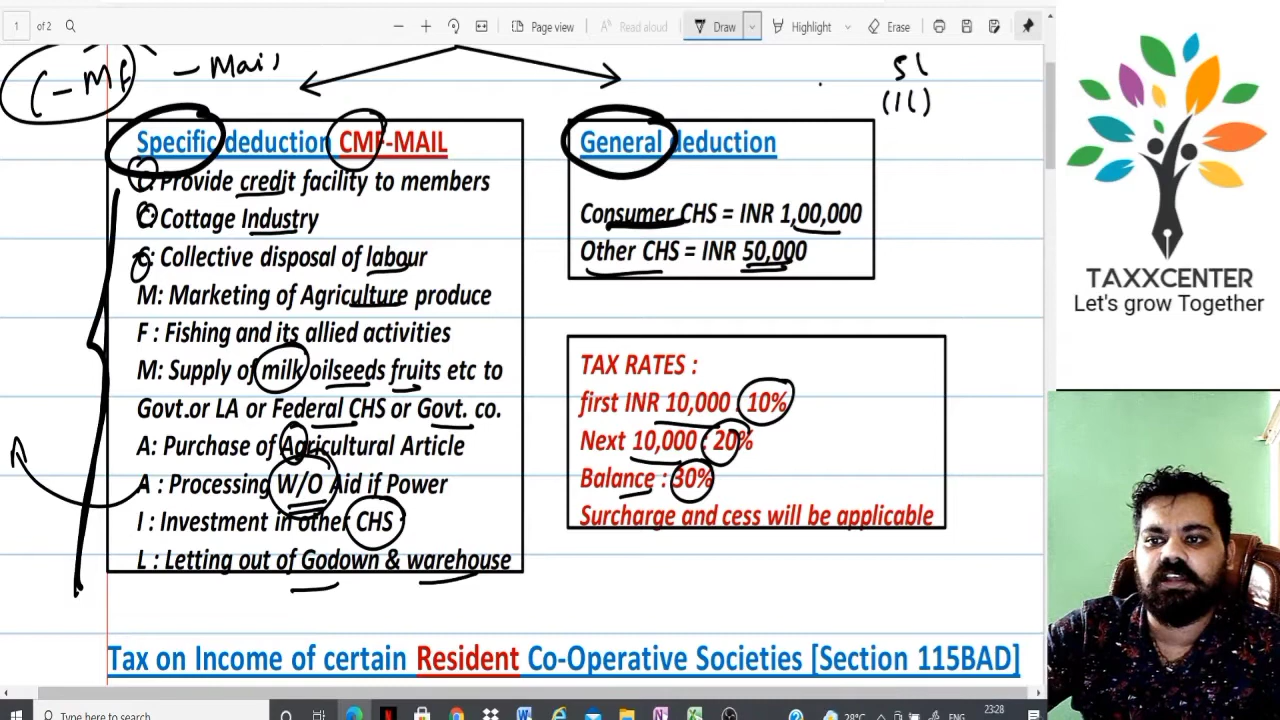 1 of 2 Page view Read aloud Draw Highlight Erase
- Mail
Specific deduction CMF-MAIL
C: Provide credit facility to members
C: Cottage Industry
C: Collective disposal of labour
M: Marketing of Agriculture produce
F : Fishing and its allied activities
M: Supply of milk oilseeds fruits etc to
Govt.or LA or Federal CHS or Govt. co.
A: Purchase of Agricultural Article
A : Processing W/O Aid if Power
I : Investment in other CHS
L : Letting out of Godown & warehouse
General deduction
Consumer CHS = INR 1,00,000
Other CHS = INR 50,000
TAX RATES :
first INR 10,000 : 10%
Next 10,000 : 20%
Balance : 30%
Surcharge and cess will be applicable
Tax on Income of certain Resident Co-Operative Societies [Section 115BAD]
TAXXCENTER
Let's grow Together
Type here to search
28°C
ENG
23:28